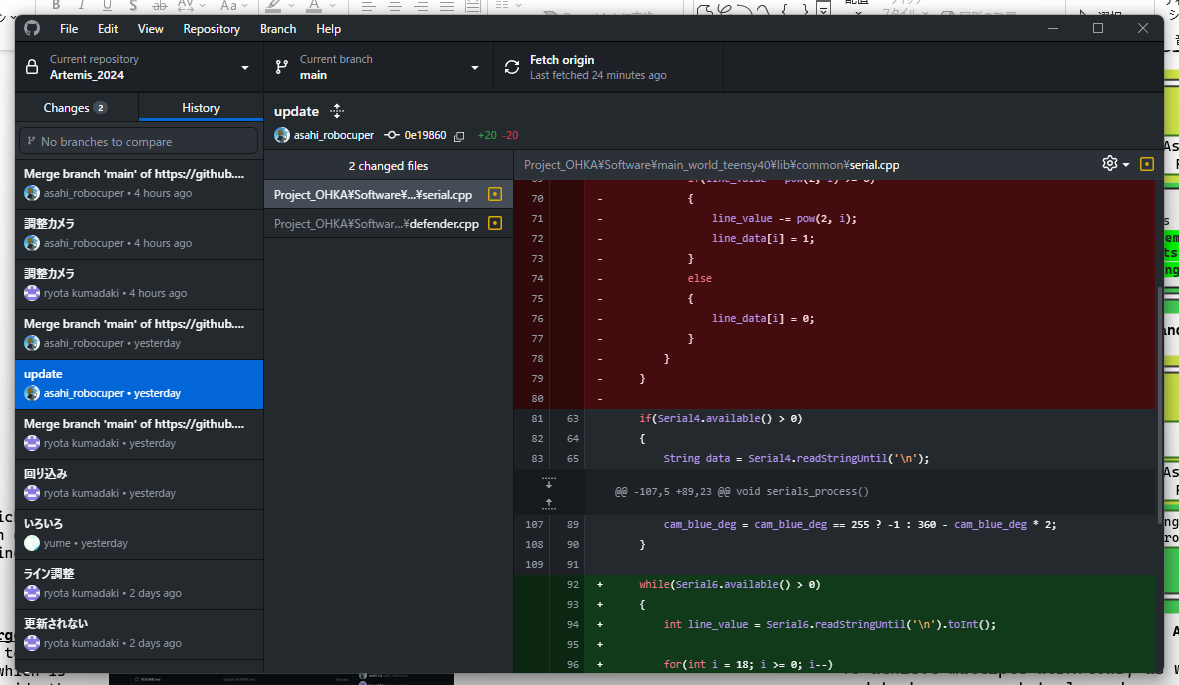 File Edit View Repository Branch Help
Current repository
Artemis_2024
Current branch
main
Fetch origin
Last fetched 24 minutes ago
Changes 2
History
No branches to compare
Merge branch 'main' of https://github....
asahi_robocuper • 4 hours ago
調整カメラ
asahi_robocuper • 4 hours ago
調整カメラ
ryota kumadaki • 4 hours ago
Merge branch 'main' of https://github....
asahi_robocuper • yesterday
update
asahi_robocuper • yesterday
Merge branch 'main' of https://github....
ryota kumadaki • yesterday
回り込み
ryota kumadaki • yesterday
いろいろ
yume • yesterday
ライン調整
ryota kumadaki • 2 days ago
更新されない
ryota kumadaki • 2 days ago
update
asahi_robocuper 0e19860 +20 -20
2 changed files
Project_OHKA¥Software¥...¥serial.cpp
Project_OHKA¥Softwar...¥defender.cpp
Project_OHKA¥Software¥main_world_teensy40¥lib¥common¥serial.cpp
70 - {
71 - line_value -= pow(2, i);
72 - line_data[i] = 1;
73 - }
74 - else
75 - {
76 - line_data[i] = 0;
77 - }
78 - }
79 - }
80 -
81 63 if(Serial4.available() > 0)
82 64 {
83 65 String data = Serial4.readStringUntil('\n');
@@ -107,5 +89,23 @@ void serials_process()
107 89 cam_blue_deg = cam_blue_deg == 255 ? -1 : 360 - cam_blue_deg * 2;
108 90 }
109 91
92 + while(Serial6.available() > 0)
93 + {
94 + int line_value = Serial6.readStringUntil('\n').toInt();
95 +
96 + for(int i = 18; i >= 0; i--)